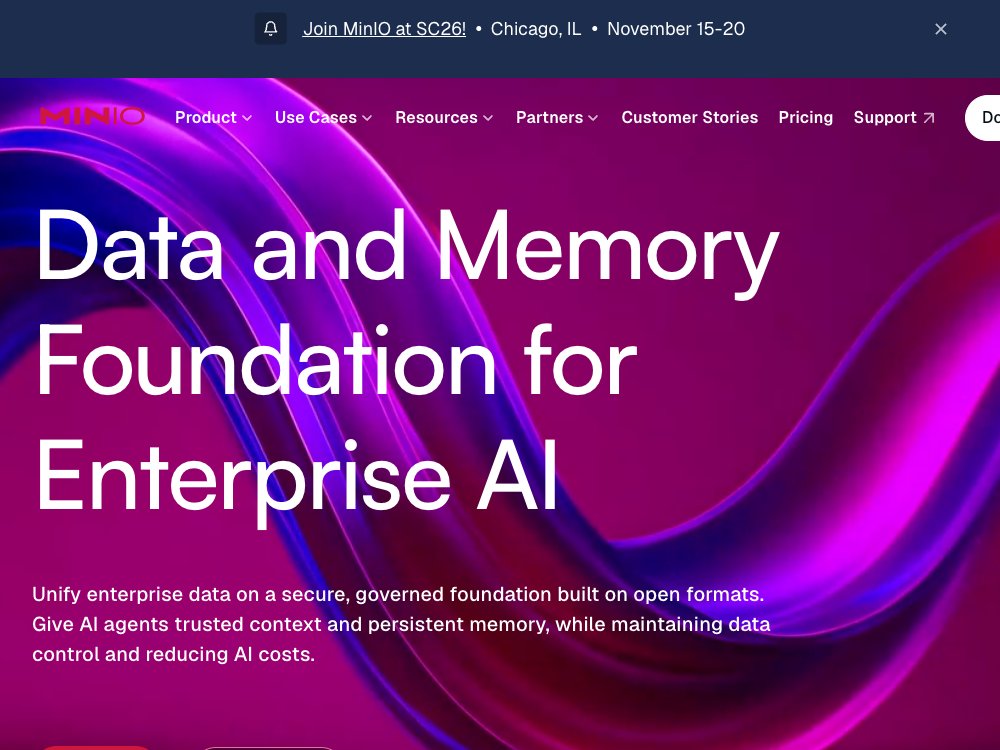 Join MinIO at SC26! • Chicago, IL • November 15-20
MINIO
Product
Use Cases
Resources
Partners
Customer Stories
Pricing
Support
Data and Memory
Foundation for
Enterprise AI
Unify enterprise data on a secure, governed foundation built on open formats.
Give AI agents trusted context and persistent memory, while maintaining data
control and reducing AI costs.